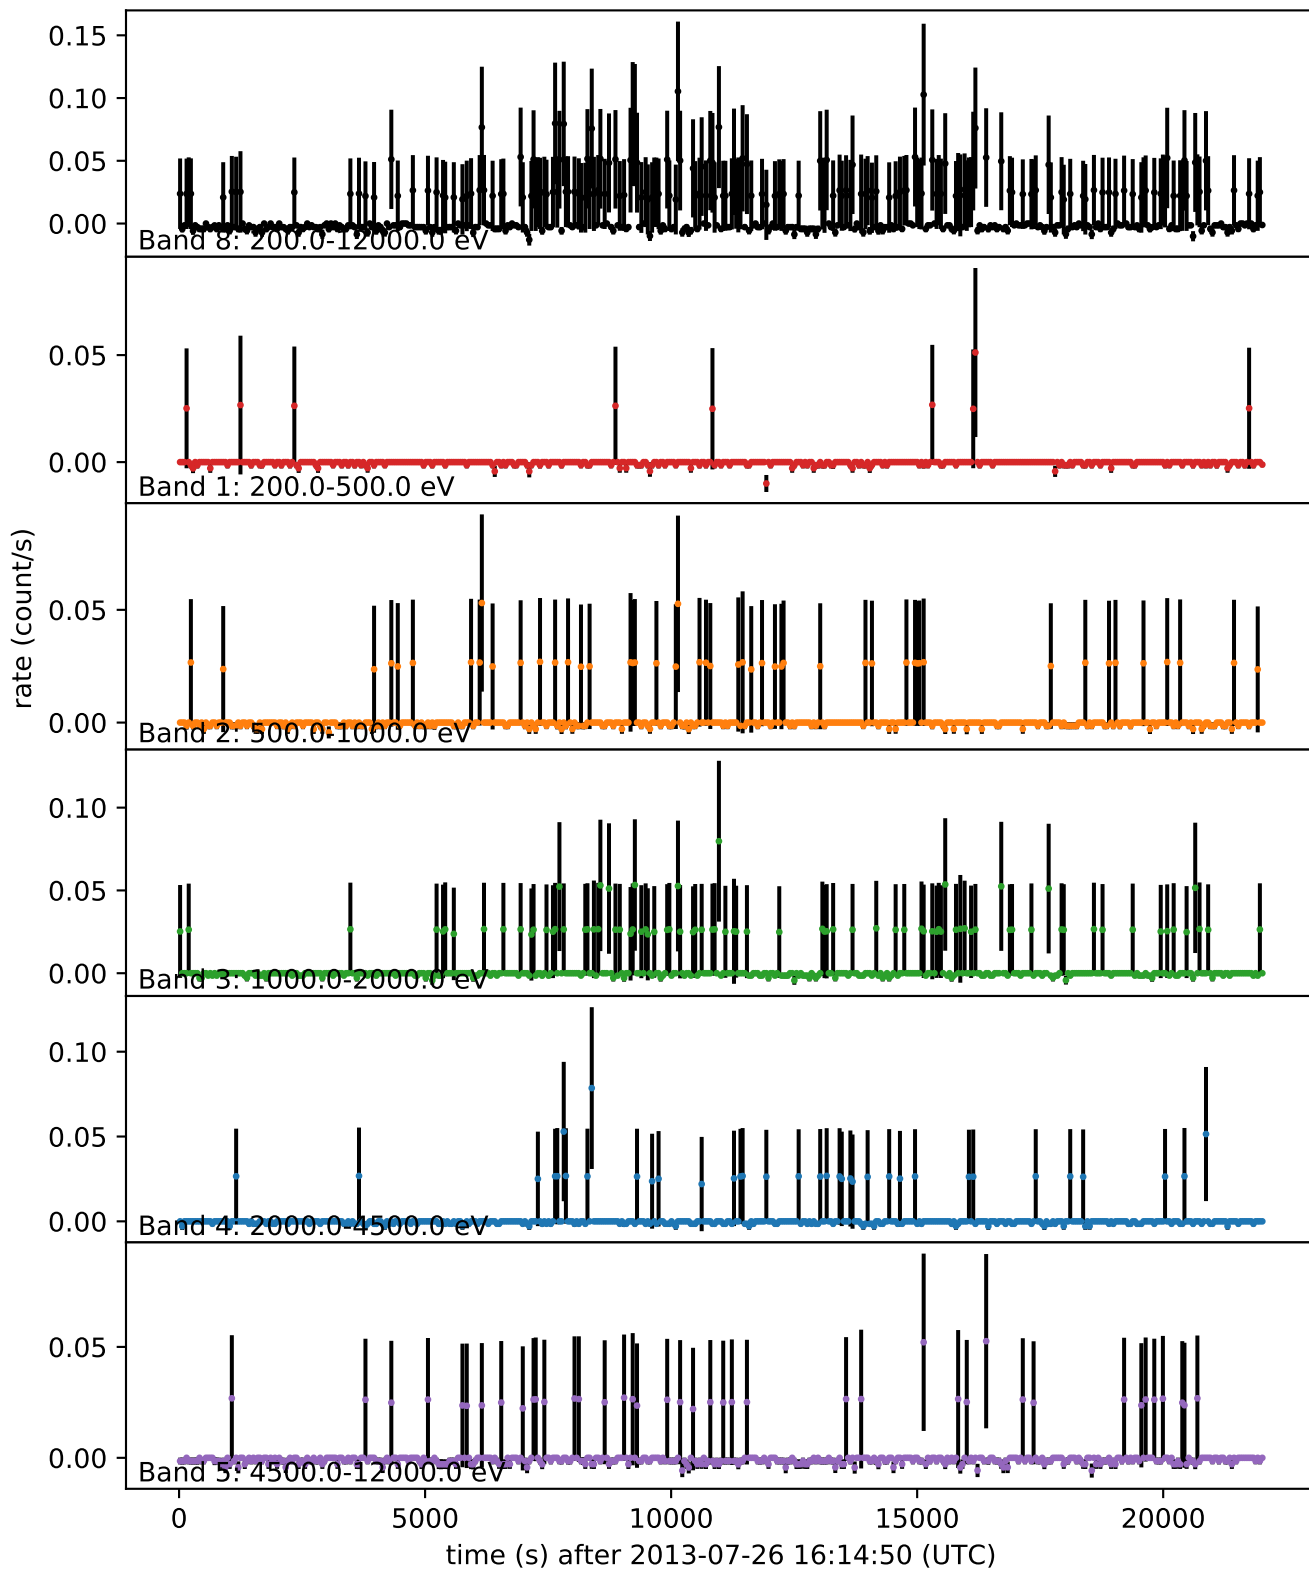 0.15
0.10
0.05
0.00
Band 8: 200.0-12000.0 eV
0.05
0.00
Band 1: 200.0-500.0 eV
rate (count/s)
0.05
0.00
Band 2: 500.0-1000.0 eV
0.10
0.05
0.00
Band 3: 1000.0-2000.0 eV
0.10
0.05
0.00
Band 4: 2000.0-4500.0 eV
0.05
0.00
Band 5: 4500.0-12000.0 eV
0 5000 10000 15000 20000
time (s) after 2013-07-26 16:14:50 (UTC)